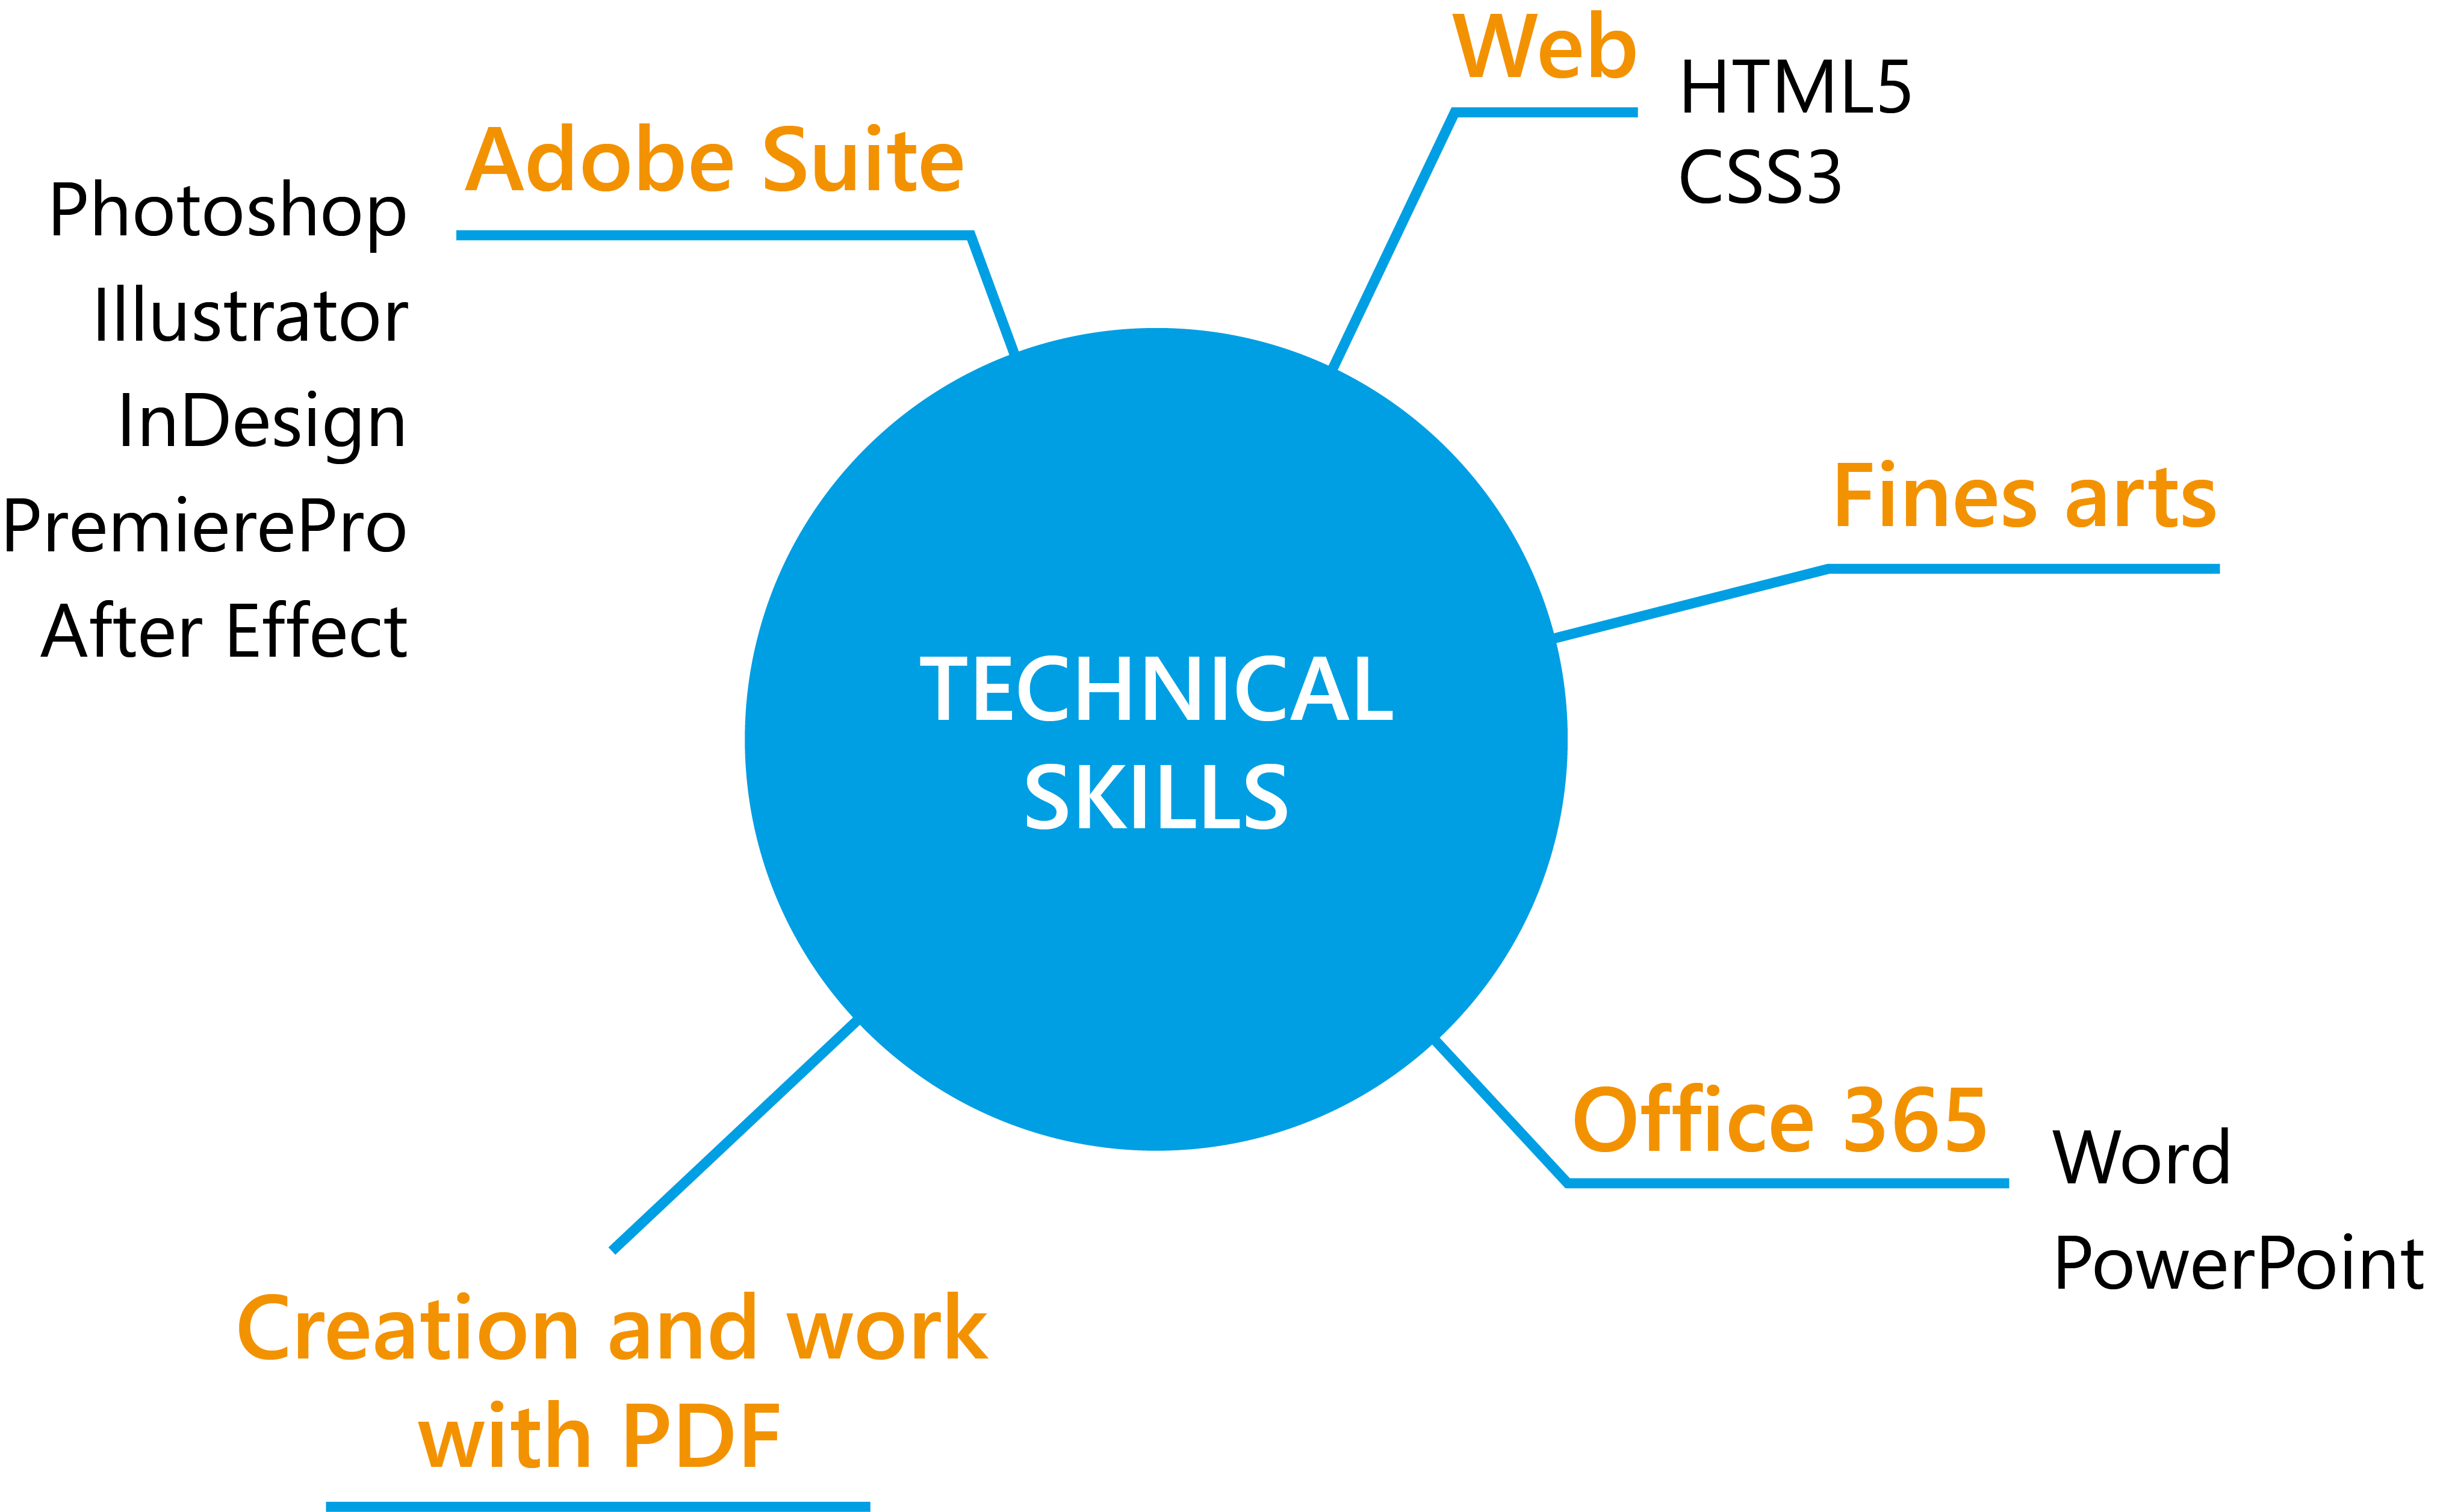 Web
HTML5
CSS3
Adobe Suite
Photoshop
Illustrator
InDesign
PremierePro
After Effect
Fines arts
TECHNICAL
SKILLS
Office 365
Word
PowerPoint
Creation and work
with PDF